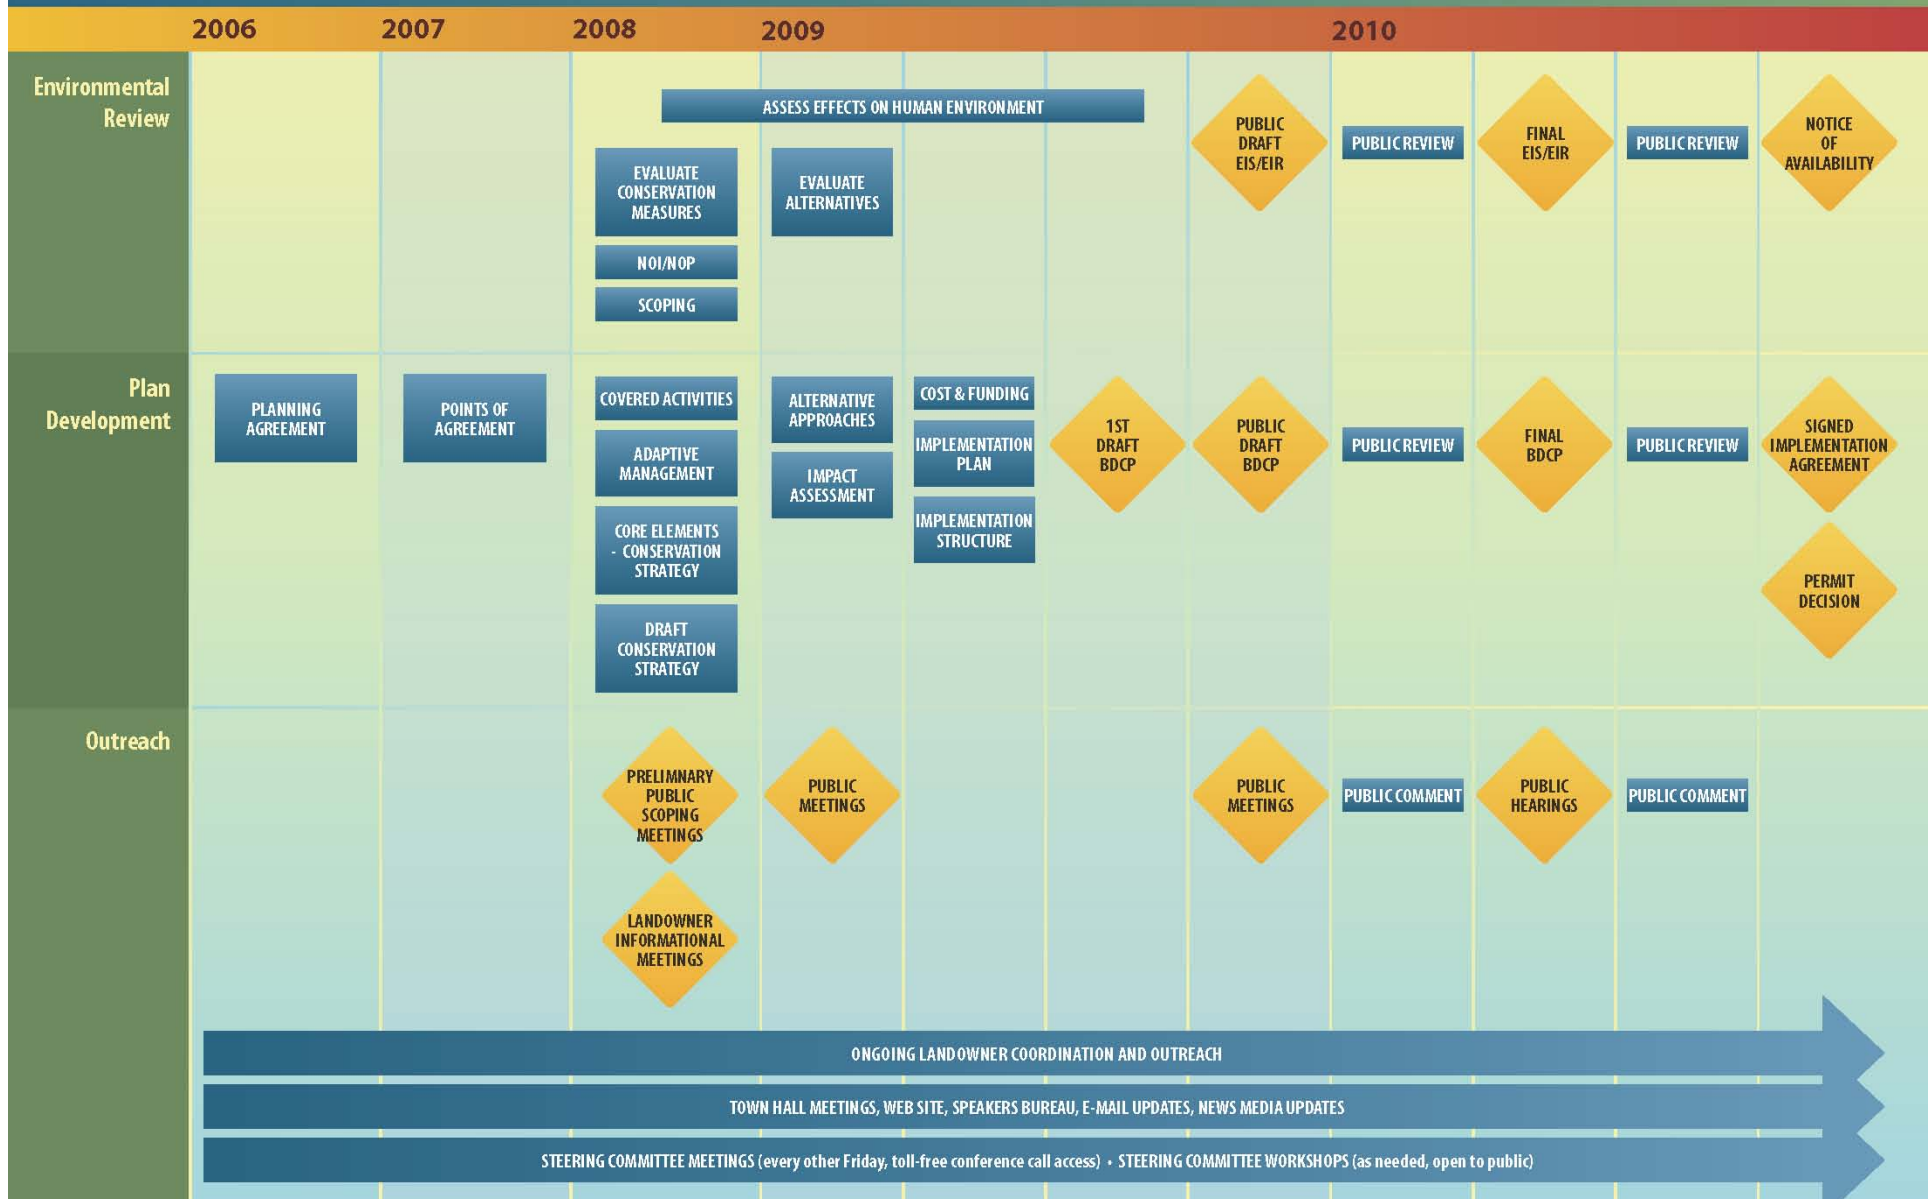 2006
2007
2008
2009
2010
Environmental
Review
ASSESS EFFECTS ON HUMAN ENVIRONMENT
EVALUATE
CONSERVATION
MEASURES
NOI/NOP
SCOPING
EVALUATE
ALTERNATIVES
PUBLIC
DRAFT
EIS/EIR
PUBLIC REVIEW
FINAL
EIS/EIR
PUBLIC REVIEW
NOTICE
OF
AVAILABILITY
Plan
Development
PLANNING
AGREEMENT
POINTS OF
AGREEMENT
COVERED ACTIVITIES
ADAPTIVE
MANAGEMENT
CORE ELEMENTS
- CONSERVATION
STRATEGY
DRAFT
CONSERVATION
STRATEGY
ALTERNATIVE
APPROACHES
IMPACT
ASSESSMENT
COST & FUNDING
IMPLEMENTATION
PLAN
IMPLEMENTATION
STRUCTURE
1ST
DRAFT
BDCP
PUBLIC
DRAFT
BDCP
PUBLIC REVIEW
FINAL
BDCP
PUBLIC REVIEW
SIGNED
IMPLEMENTATION
AGREEMENT
PERMIT
DECISION
Outreach
PRELIMNARY
PUBLIC
SCOPING
MEETINGS
LANDOWNER
INFORMATIONAL
MEETINGS
PUBLIC
MEETINGS
PUBLIC
MEETINGS
PUBLIC COMMENT
PUBLIC
HEARINGS
PUBLIC COMMENT
ONGOING LANDOWNER COORDINATION AND OUTREACH
TOWN HALL MEETINGS, WEB SITE, SPEAKERS BUREAU, E-MAIL UPDATES, NEWS MEDIA UPDATES
STEERING COMMITTEE MEETINGS (every other Friday, toll-free conference call access) • STEERING COMMITTEE WORKSHOPS (as needed, open to public)